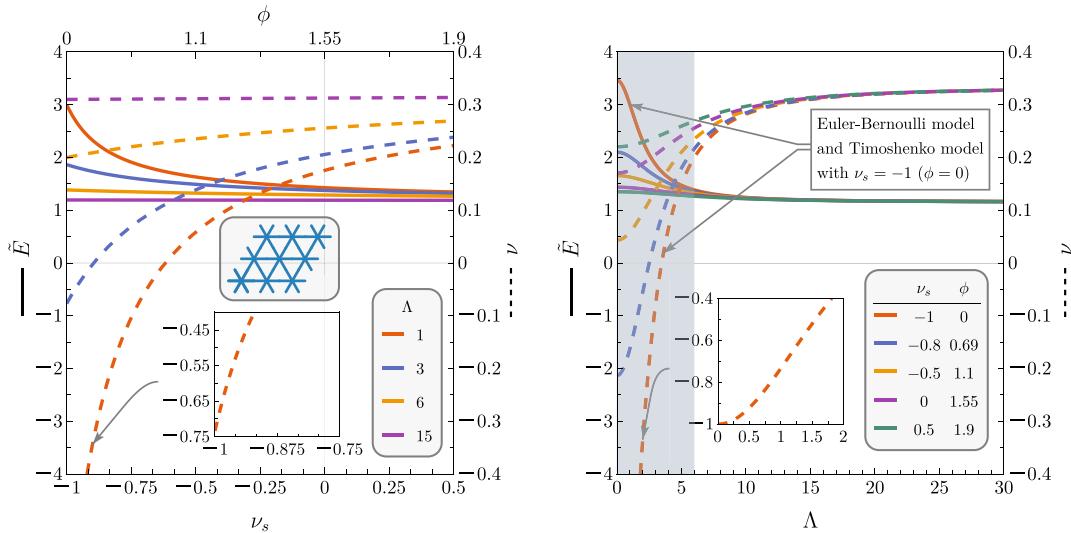 ϕ
0 1.1 1.55 1.9
4 0.4
3 0.3
2 0.2
1 0.1
0 0
−1 −0.1
−2 −0.2
−3 −0.3
−4 −0.4
Ẽ
ν
−0.45
−0.55
−0.65
−0.75
−1 −0.875 −0.75
Λ
1
3
6
15
−1 −0.75 −0.5 −0.25 0 0.25 0.5
ν_s
4 0.4
3 0.3
2 0.2
1 0.1
0 0
−1 −0.1
−2 −0.2
−3 −0.3
−4 −0.4
Ẽ
ν
Euler-Bernoulli model
and Timoshenko model
with ν_s = −1 (ϕ = 0)
−0.4
−0.6
−0.8
−1
0 0.5 1 1.5 2
ν_s ϕ
−1 0
−0.8 0.69
−0.5 1.1
0 1.55
0.5 1.9
0 5 10 15 20 25 30
Λ